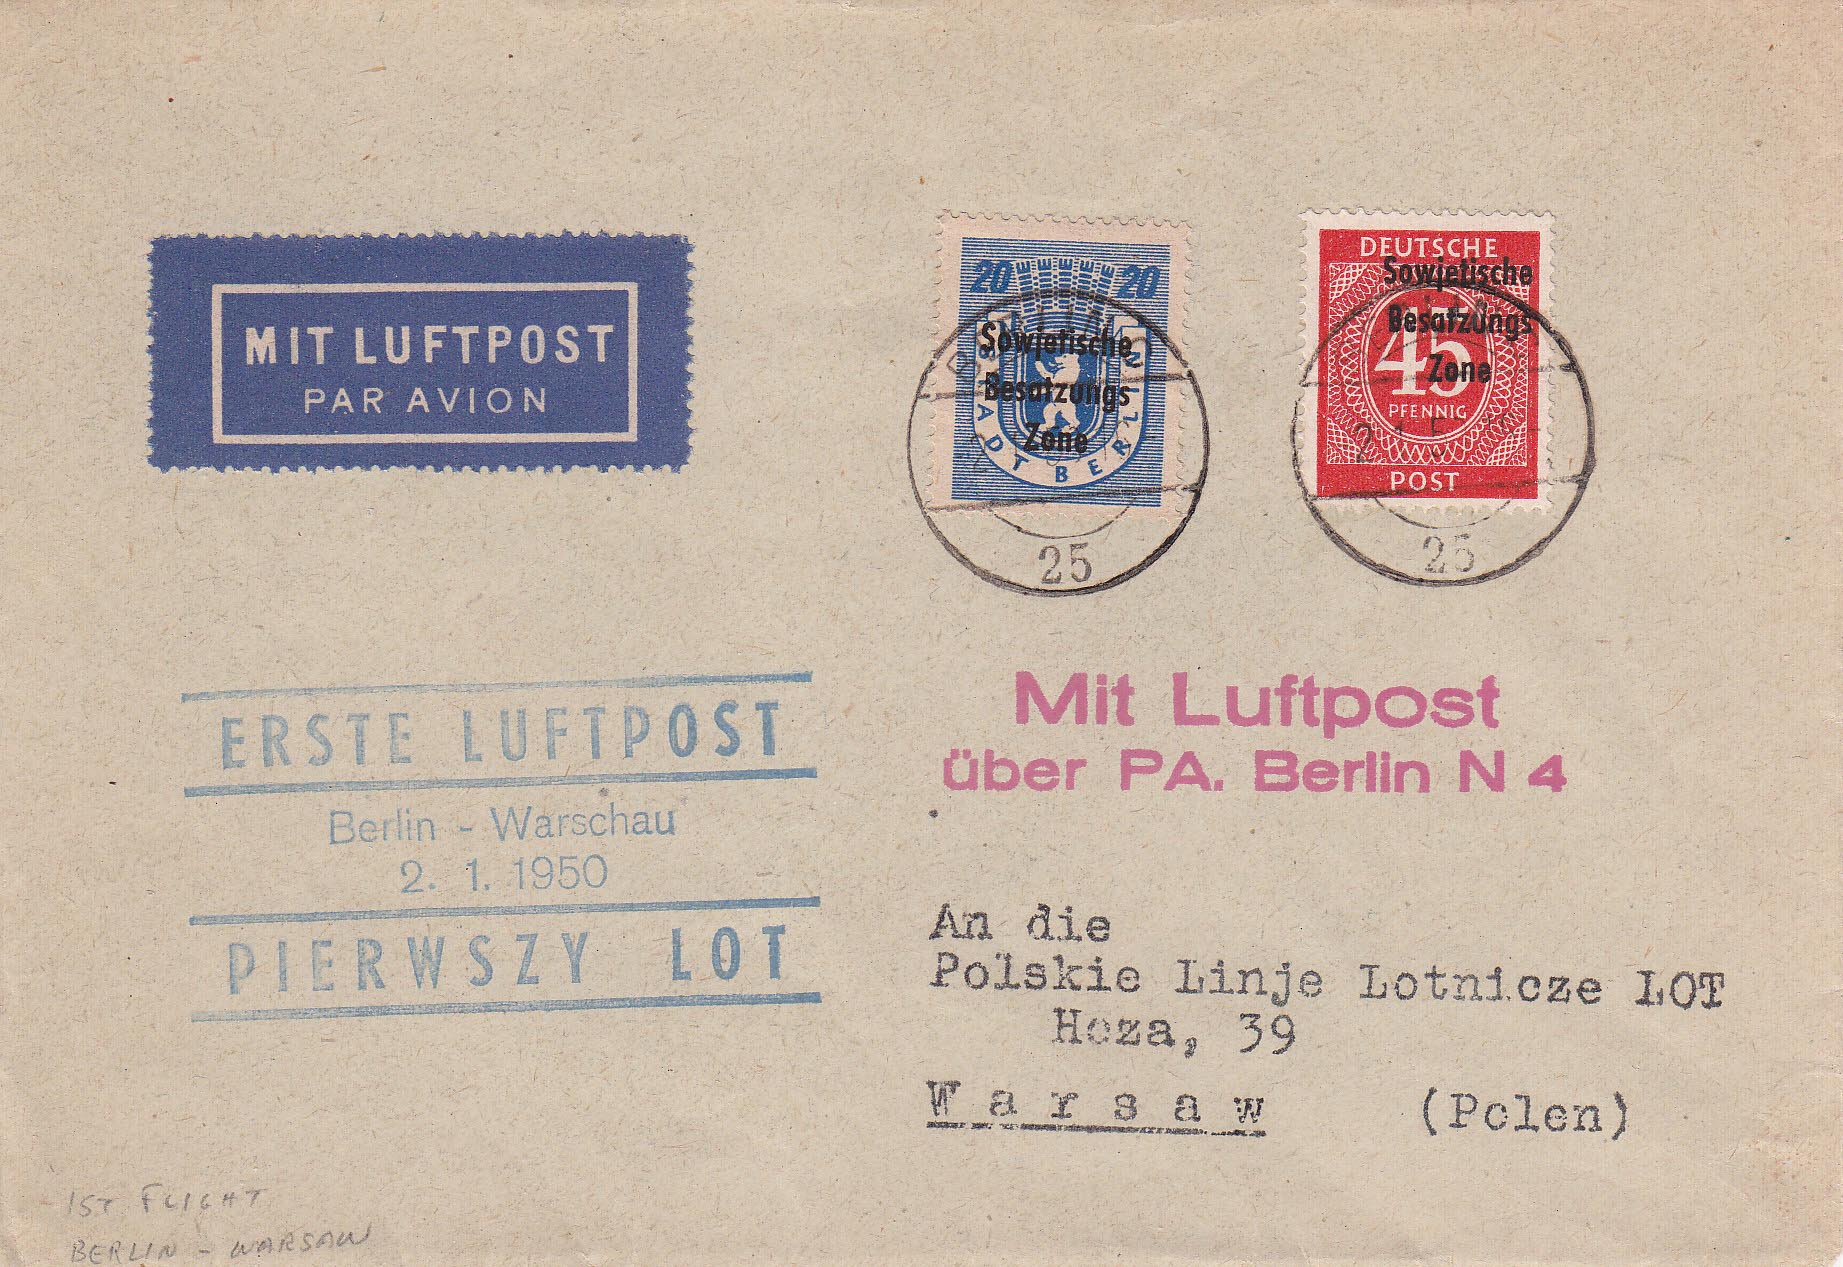 MIT LUFTPOST
PAR AVION
20 20
STADT BERLIN
Sowjetische
Besatzungs
Zone
25
DEUTSCHE
Sowjetische
Besatzungs
Zone
45
PFENNIG
POST
25
ERSTE LUFTPOST
Berlin - Warschau
2. 1. 1950
PIERWSZY LOT
Mit Luftpost
über PA. Berlin N 4
An die
Polskie Linje Lotnicze LOT
Hoza, 39
Warsaw (Polen)
1ST FLIGHT
BERLIN - WARSAW